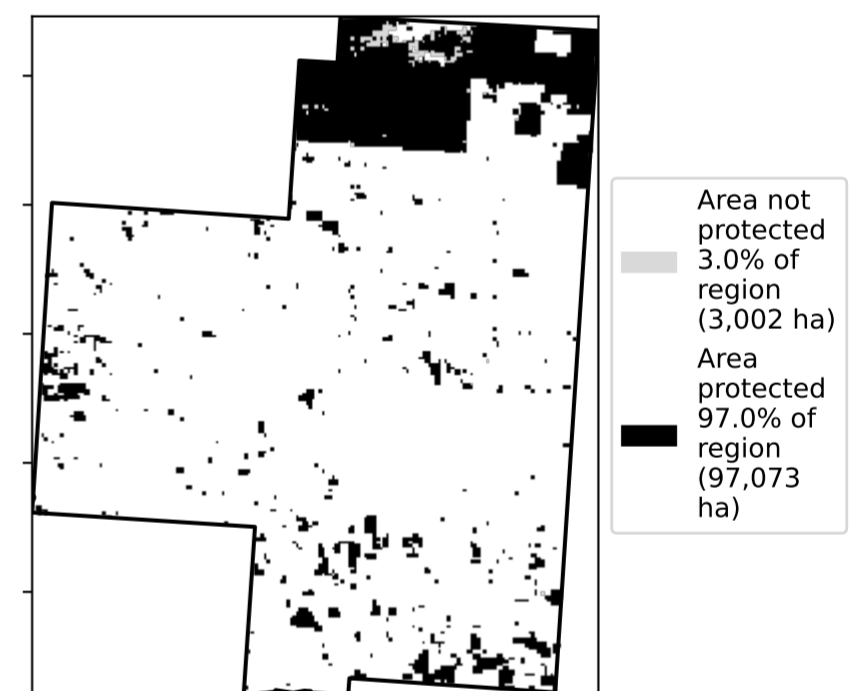 Area not
protected
3.0% of
region
(3,002 ha)
Area
protected
97.0% of
region
(97,073
ha)